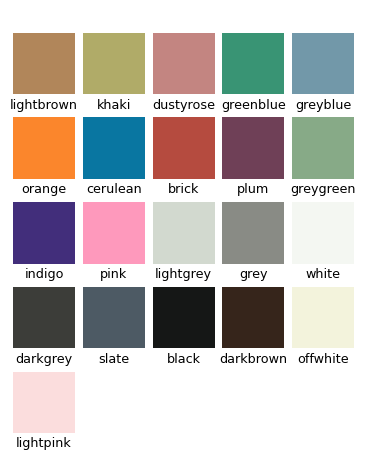 lightbrown khaki dustyrose greenblue greyblue
orange cerulean brick plum greygreen
indigo pink lightgrey grey white
darkgrey slate black darkbrown offwhite
lightpink